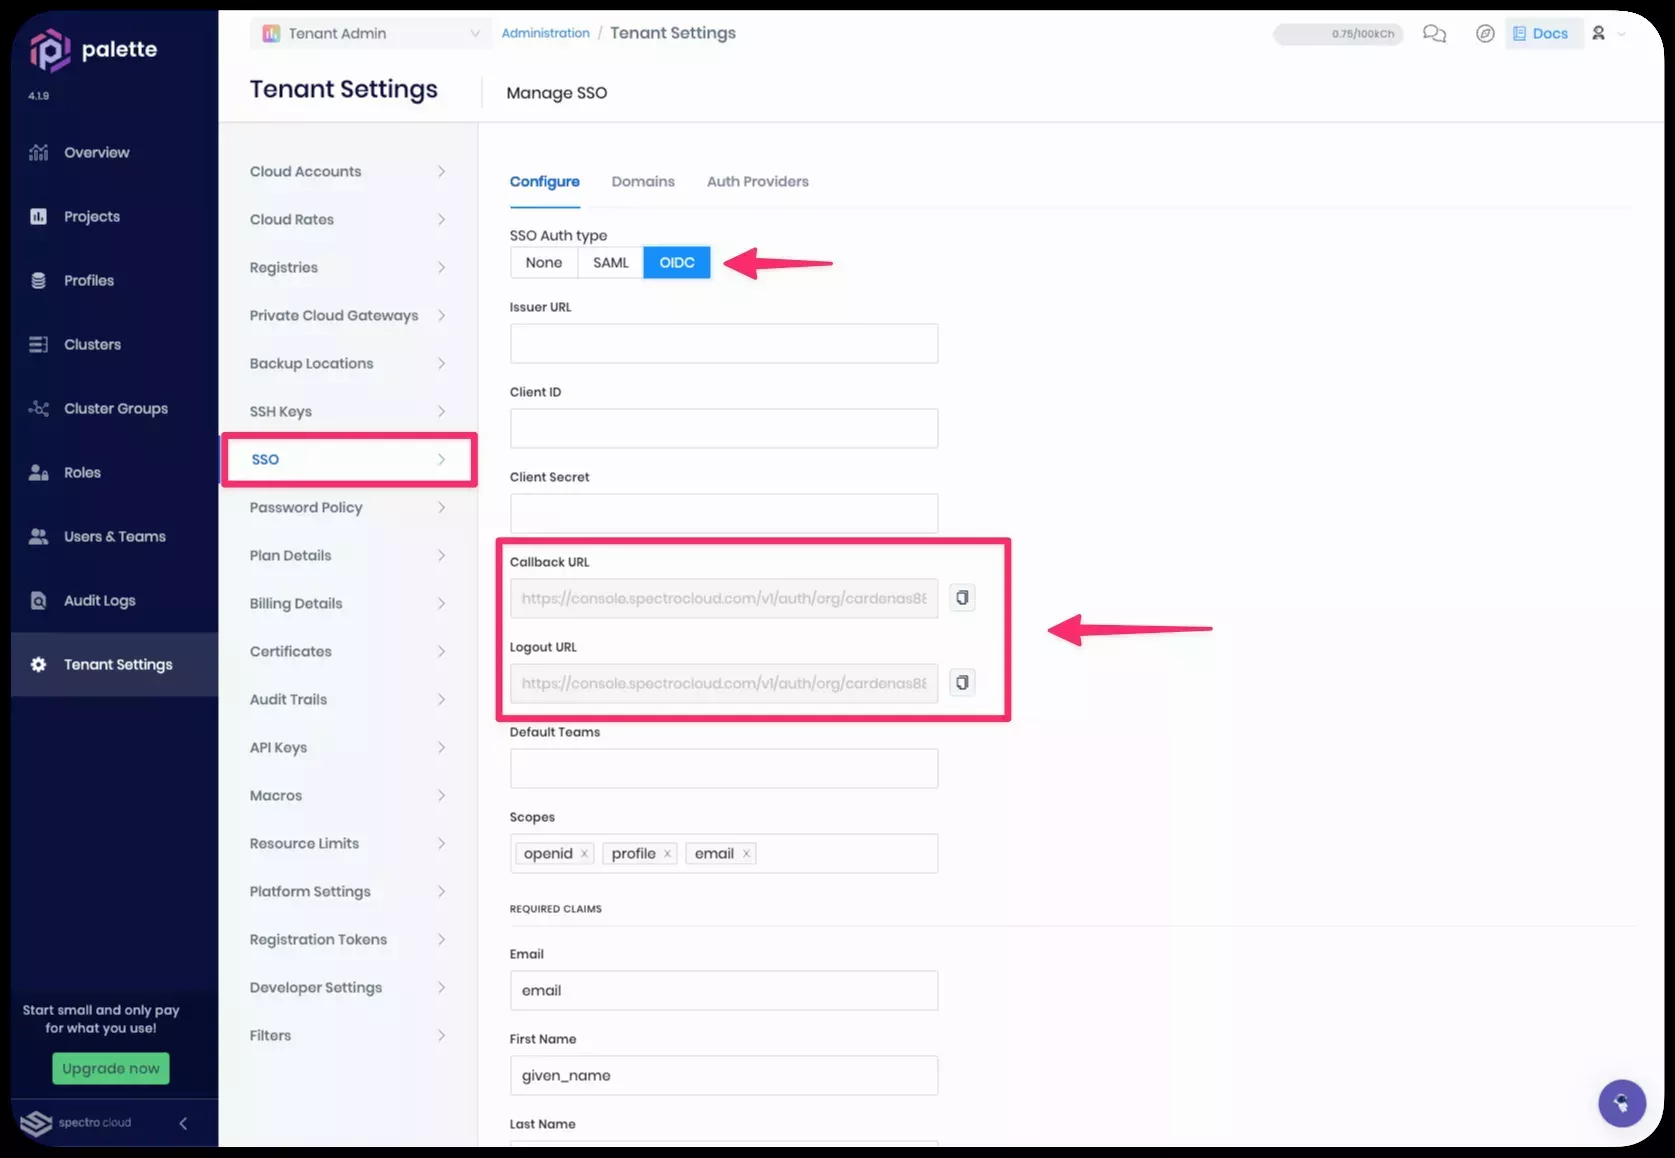 palette
4.1.9
Overview
Projects
Profiles
Clusters
Cluster Groups
Roles
Users & Teams
Audit Logs
Tenant Settings
Start small and only pay
for what you use!
Upgrade now
spectro cloud
Tenant Admin
Administration / Tenant Settings
0.75/100kCh
Docs
Tenant Settings
Manage SSO
Cloud Accounts
Cloud Rates
Registries
Private Cloud Gateways
Backup Locations
SSH Keys
SSO
Password Policy
Plan Details
Billing Details
Certificates
Audit Trails
API Keys
Macros
Resource Limits
Platform Settings
Registration Tokens
Developer Settings
Filters
Configure Domains Auth Providers
SSO Auth type
None SAML OIDC
Issuer URL
Client ID
Client Secret
Callback URL
https://console.spectrocloud.com/v1/auth/org/cardenas88
Logout URL
https://console.spectrocloud.com/v1/auth/org/cardenas88
Default Teams
Scopes
openid × profile × email ×
REQUIRED CLAIMS
Email
email
First Name
given_name
Last Name